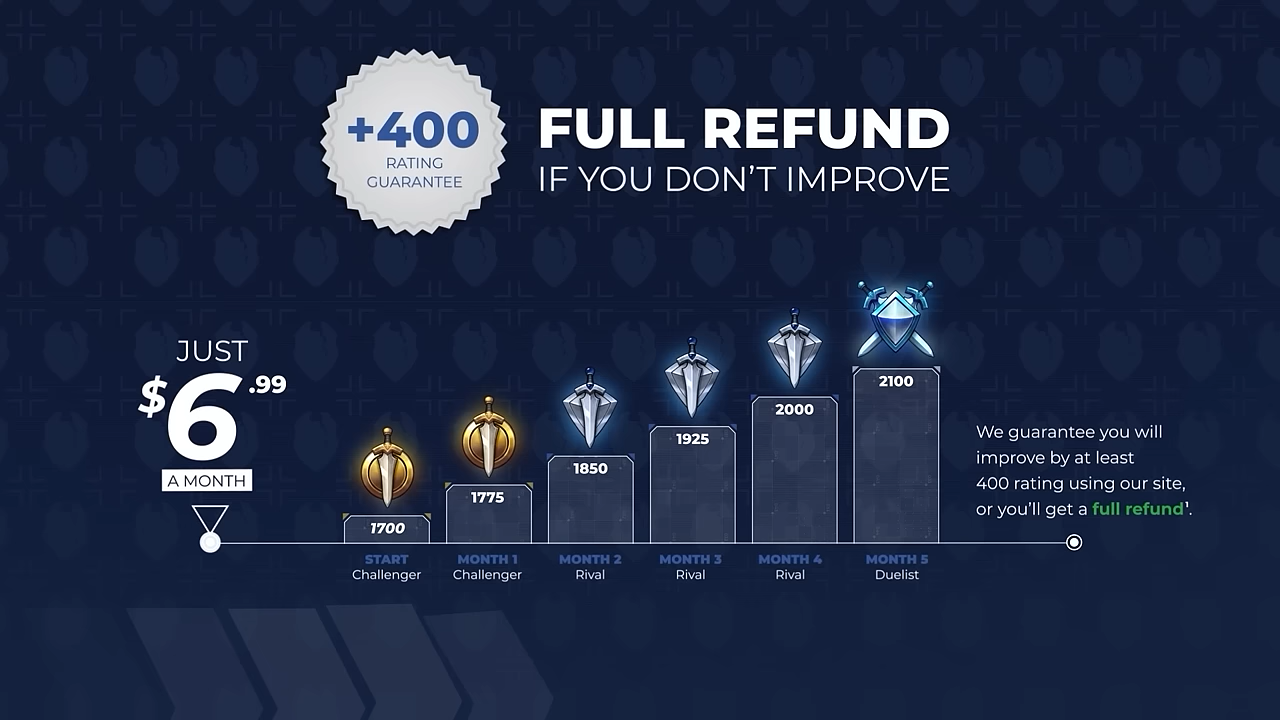 +400
RATING
GUARANTEE
FULL REFUND
IF YOU DON'T IMPROVE
JUST
$6.99
A MONTH
1700
1775
1850
1925
2000
2100
START
Challenger
MONTH 1
Challenger
MONTH 2
Rival
MONTH 3
Rival
MONTH 4
Rival
MONTH 5
Duelist
We guarantee you will
improve by at least
400 rating using our site,
or you'll get a full refund¹.